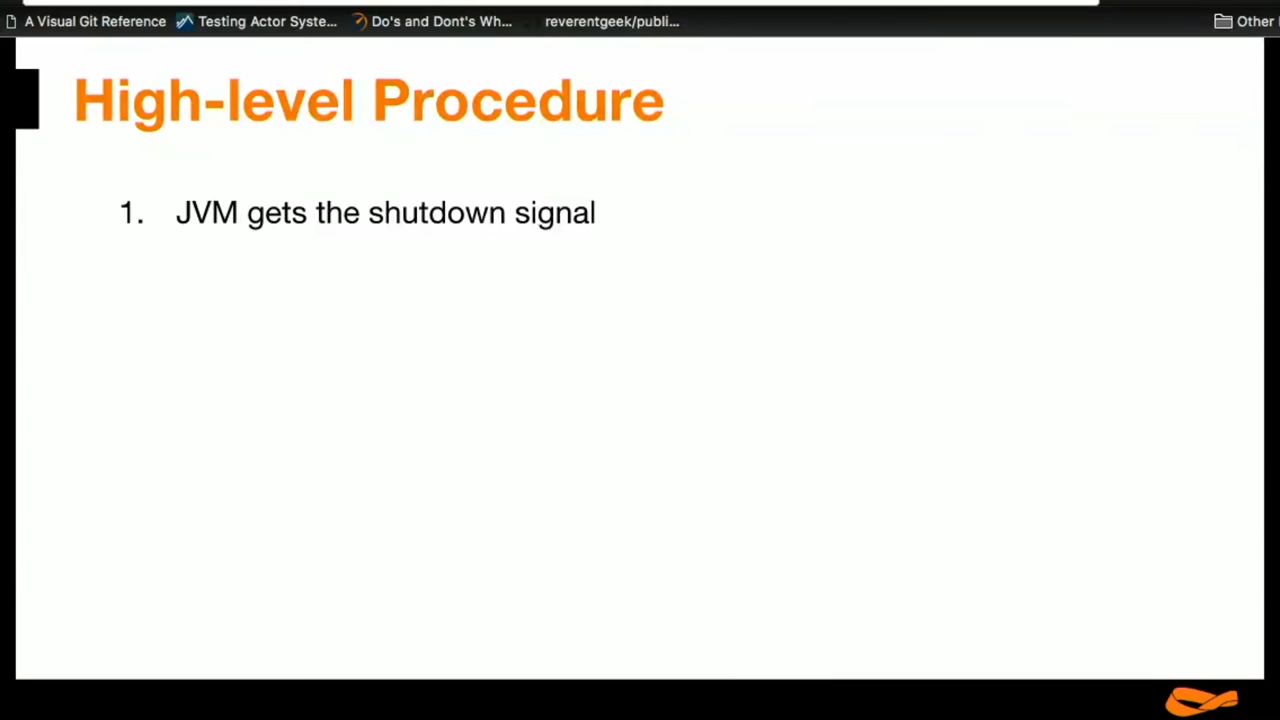 A Visual Git Reference Testing Actor Syste... Do's and Dont's Wh... reverentgeek/publi... Other
High-level Procedure
1. JVM gets the shutdown signal